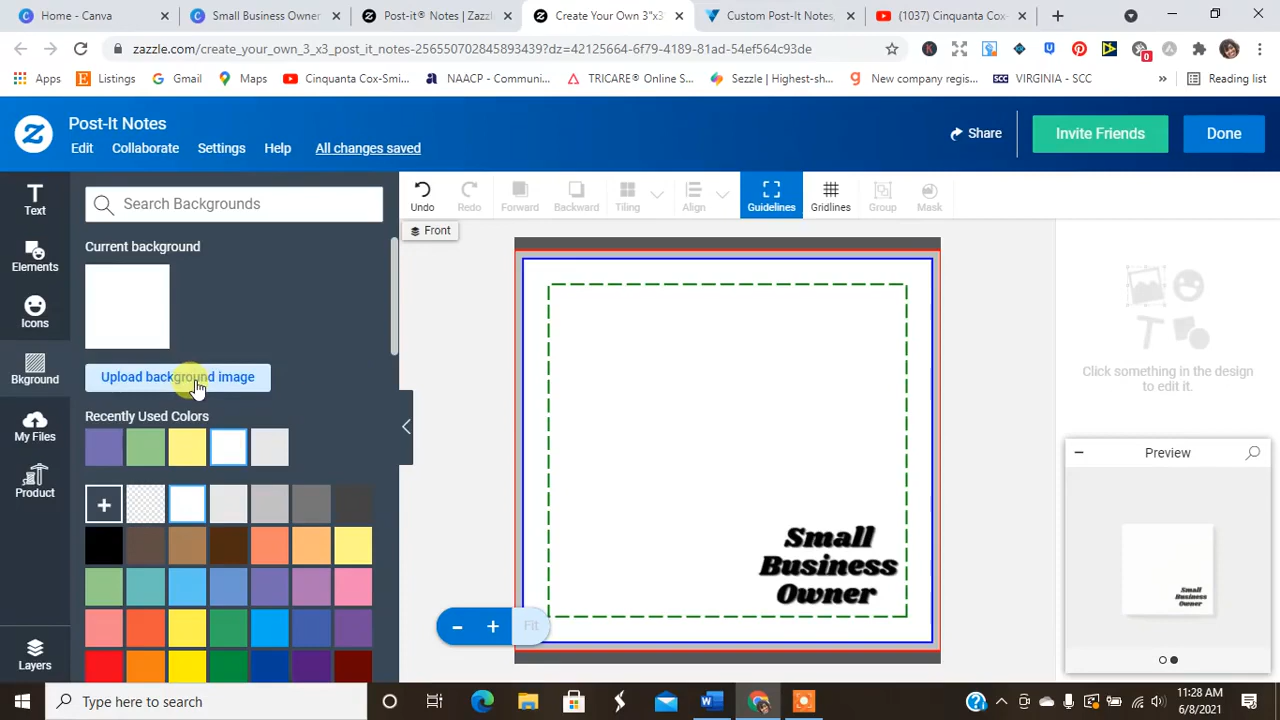 Home - Canva
Small Business Owner
Post-it® Notes | Zazzl
Create Your Own 3"x3"
Custom Post-It Notes,
(1037) Cinquanta Cox-
zazzle.com/create_your_own_3_x3_post_it_notes-256550702845893439?dz=42125664-6f79-4189-81ad-54ef564c93de
Apps
Listings
Gmail
Maps
Cinquanta Cox-Smi...
NAACP - Communi...
TRICARE® Online S...
Sezzle | Highest-sh...
New company regis...
VIRGINIA - SCC
»
Reading list
Post-It Notes
Edit Collaborate Settings Help All changes saved
Share
Invite Friends
Done
Text
Elements
Icons
Bkground
My Files
Product
Layers
Search Backgrounds
Current background
Upload background image
Recently Used Colors
Undo
Redo
Forward
Backward
Tiling
Align
Guidelines
Gridlines
Group
Mask
Front
Small
Business
Owner
- + Fit
Click something in the design
to edit it.
Preview
Small
Business
Owner
Type here to search
11:28 AM
6/8/2021